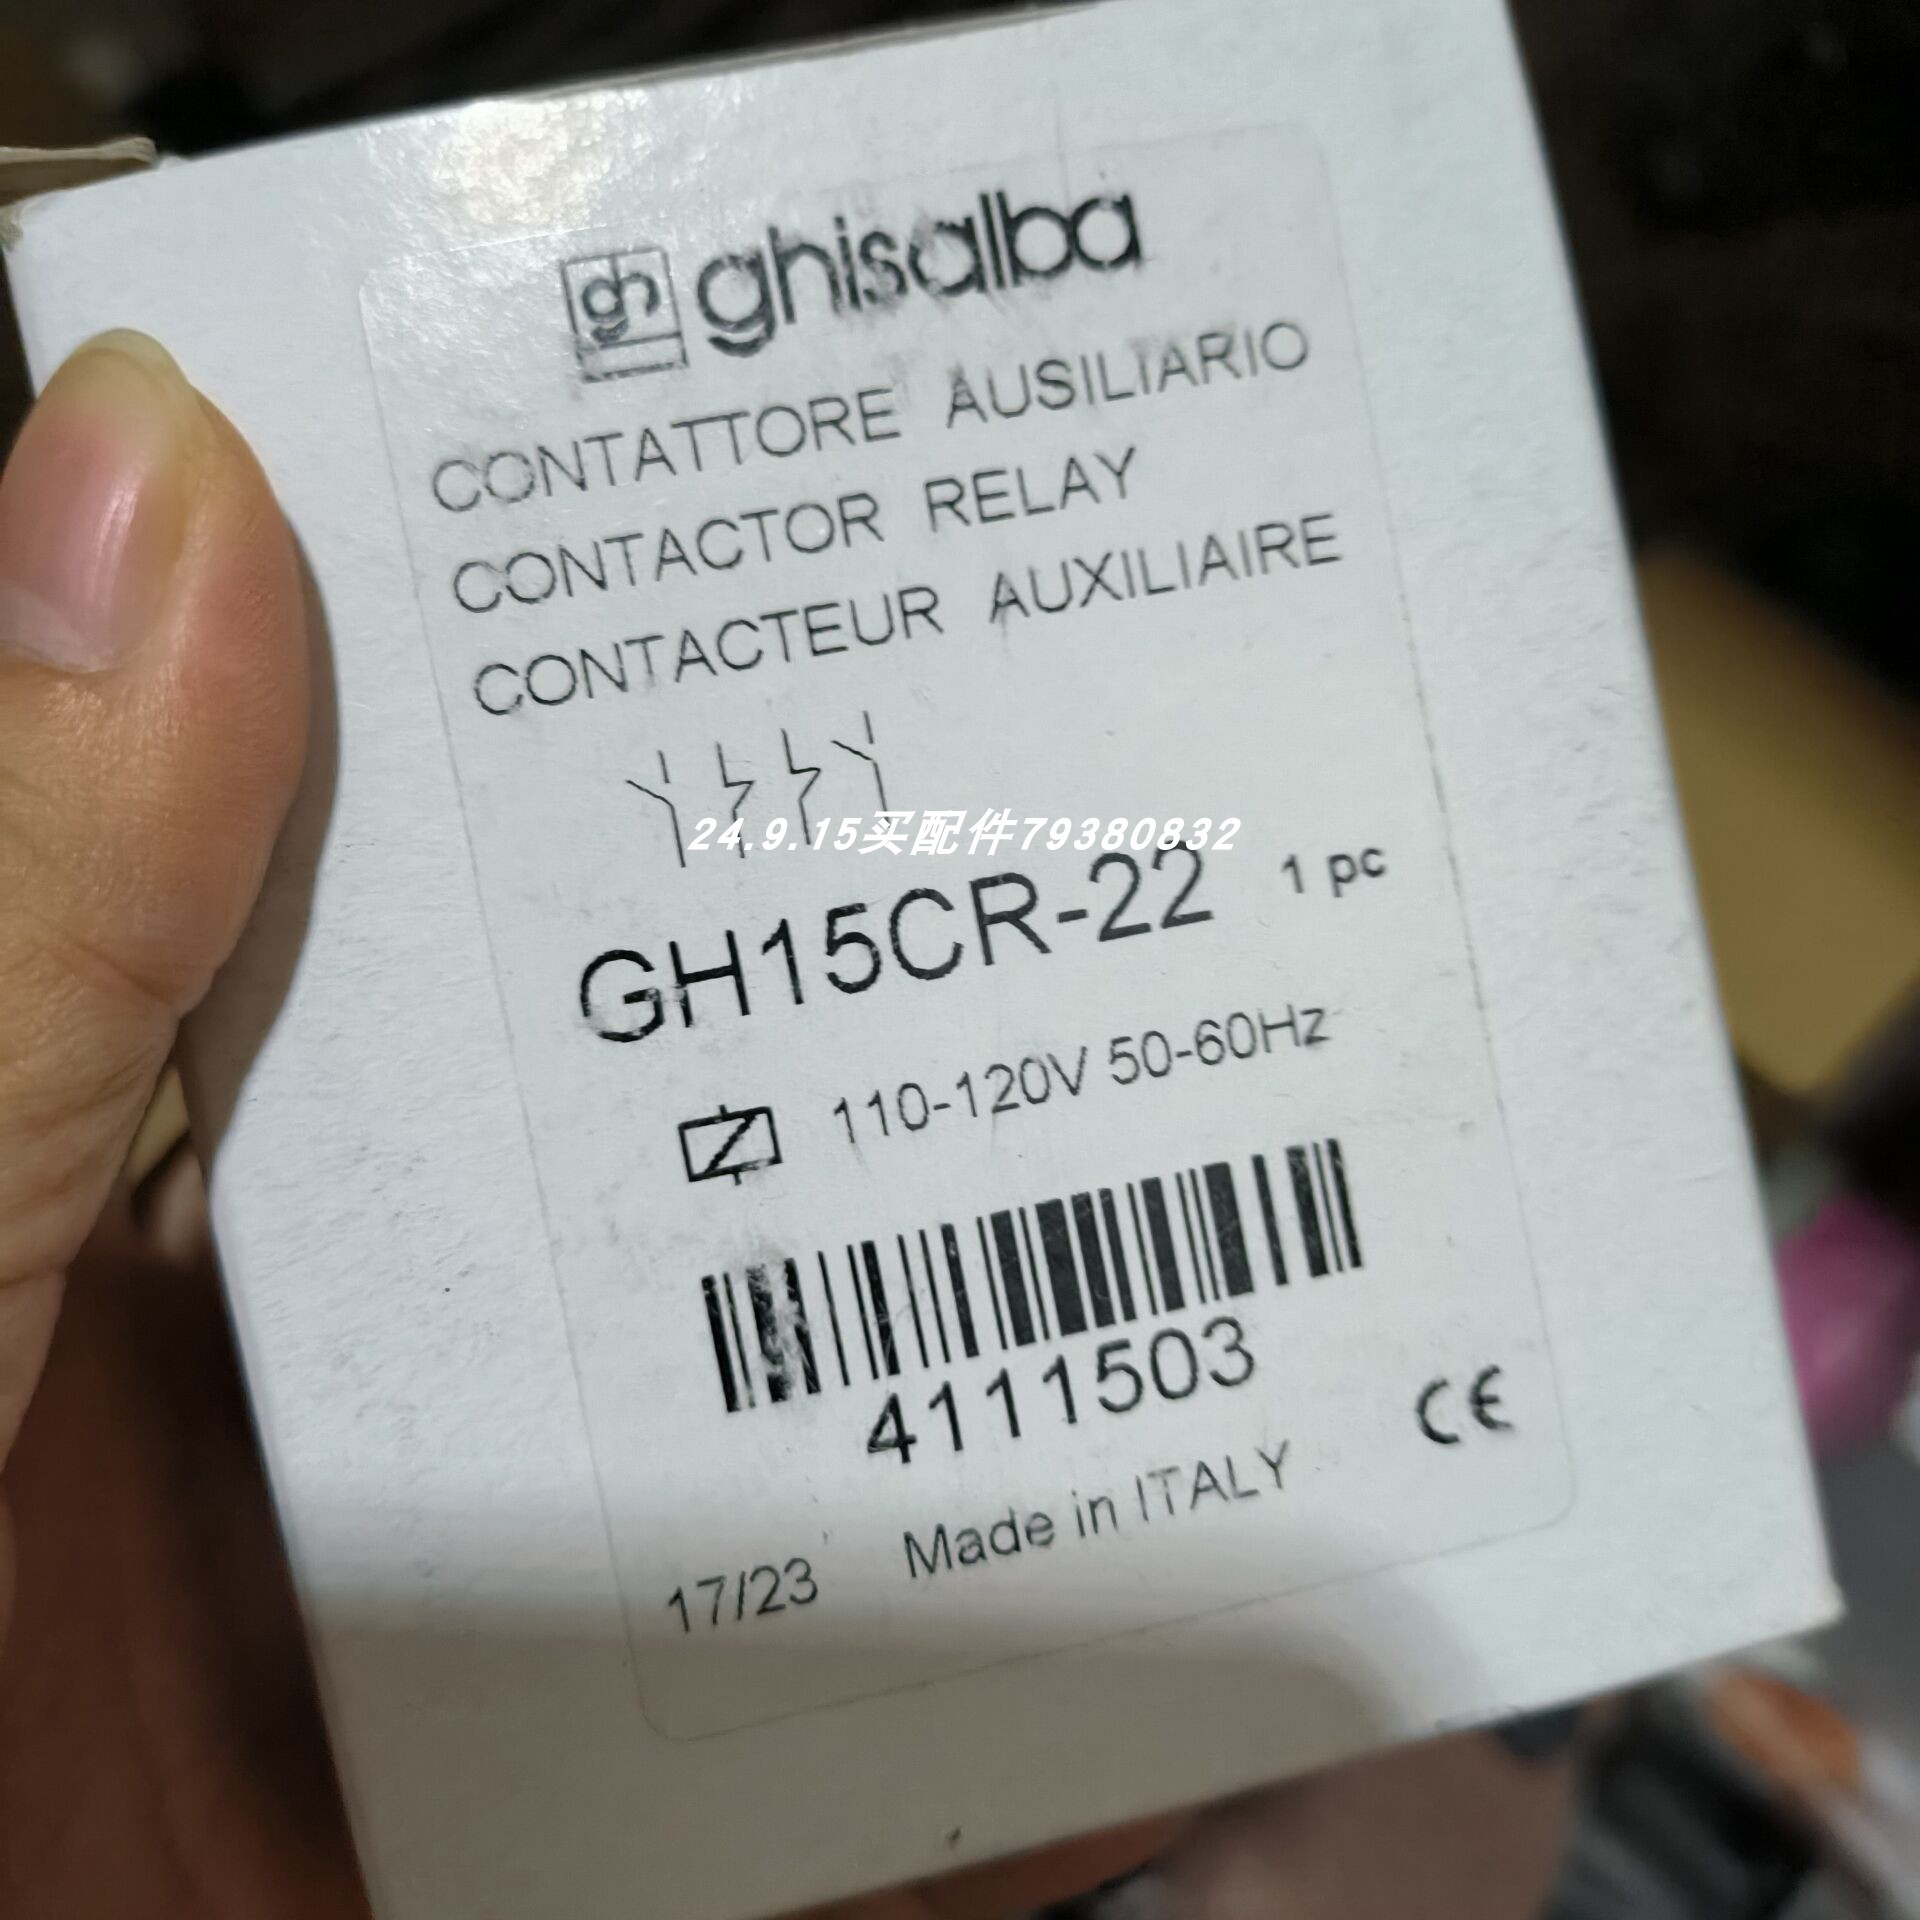 gh ghisalba
CONTATTORE AUSILIARIO
CONTACTOR RELAY
CONTACTEUR AUXILIAIRE
24.9.15买配件79380832
GH15CR-22 1 pc
110-120V 50-60Hz
4111503
CE
17/23 Made in ITALY